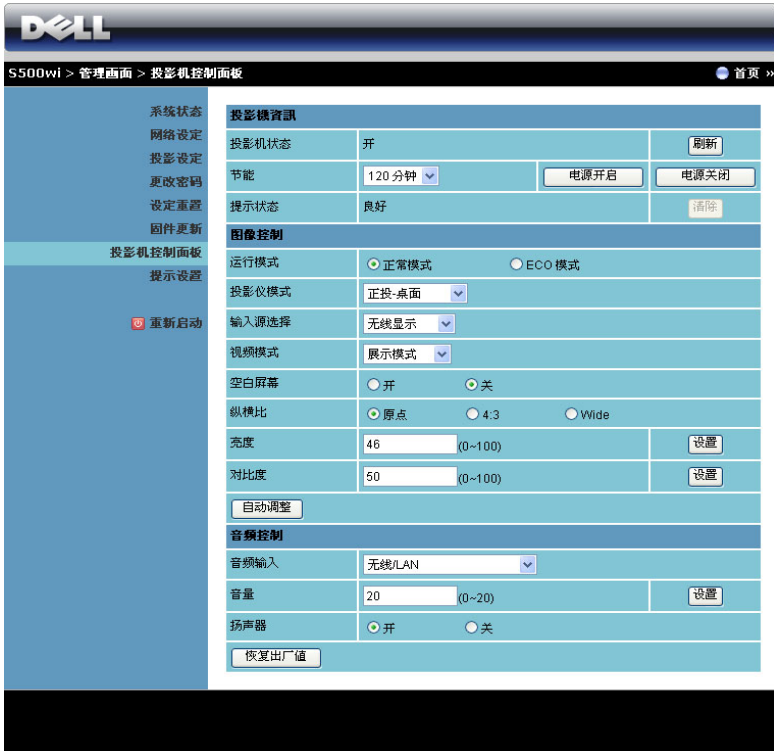 DELL
S500wi > 管理画面 > 投影机控制面板 首页 »
系统状态
网络设定
投影设定
更改密码
设定重置
固件更新
投影机控制面板
提示设置
重新启动
投影機資訊
投影机状态 开 刷新
节能 120 分钟 电源开启 电源关闭
提示状态 良好 清除
图像控制
运行模式 正常模式 ECO 模式
投影仪模式 正投-桌面
输入源选择 无线显示
视频模式 展示模式
空白屏幕 开 关
纵横比 原点 4:3 Wide
亮度 46 (0~100) 设置
对比度 50 (0~100) 设置
自动调整
音频控制
音频输入 无线/LAN
音量 20 (0~20) 设置
扬声器 开 关
恢复出厂值